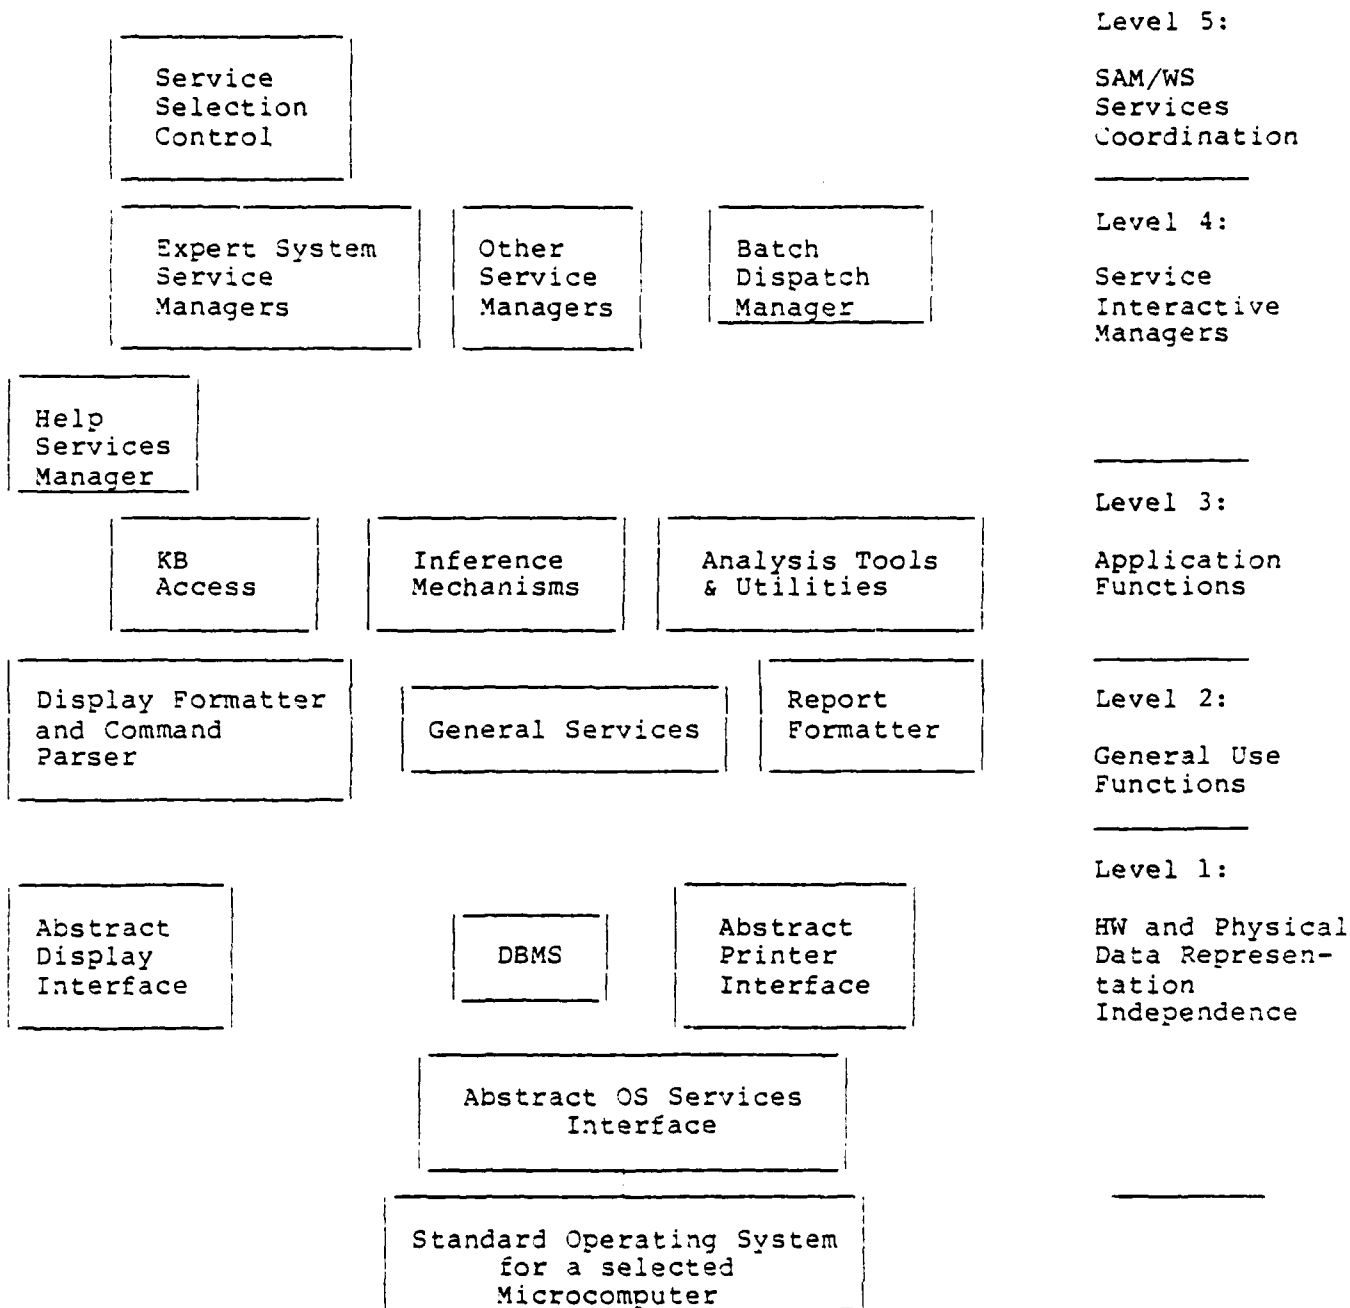 Level 5:
Service
Selection
Control
SAM/WS
Services
Coordination
Expert System
Service
Managers
Other
Service
Managers
Batch
Dispatch
Manager
Level 4:
Service
Interactive
Managers
Help
Services
Manager
Level 3:
KB
Access
Inference
Mechanisms
Analysis Tools
& Utilities
Application
Functions
Display Formatter
and Command
Parser
General Services
Report
Formatter
Level 2:
General Use
Functions
Level 1:
Abstract
Display
Interface
DBMS
Abstract
Printer
Interface
HW and Physical
Data Represen-
tation
Independence
Abstract OS Services
Interface
Standard Operating System
for a selected
Microcomputer